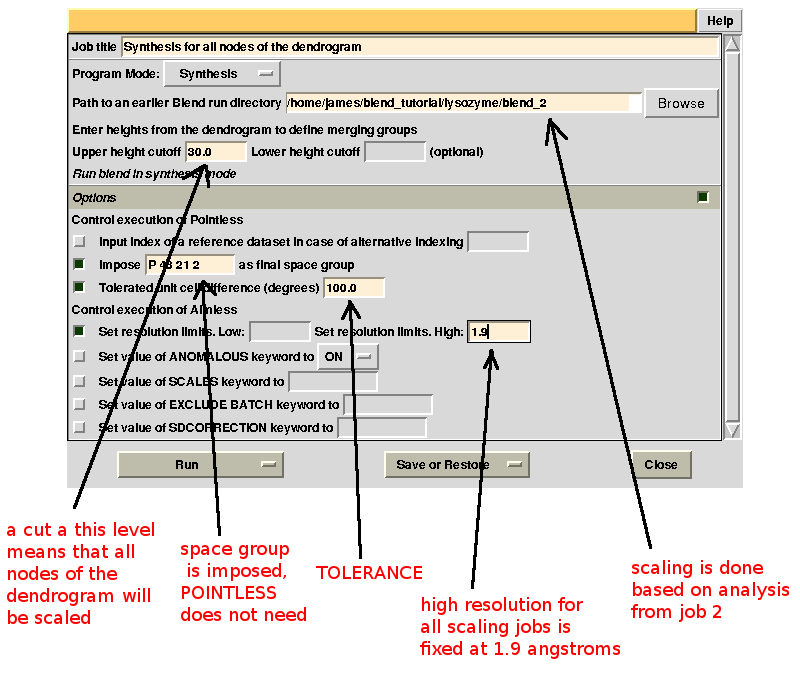 Help
Job title Synthesis for all nodes of the dendrogram
Program Mode: Synthesis
Path to an earlier Blend run directory /home/james/blend_tutorial/lysozyme/blend_2 Browse
Enter heights from the dendrogram to define merging groups
Upper height cutoff 30.0 Lower height cutoff (optional)
Run blend in synthesis mode
Options
Control execution of Pointless
Input index of a reference dataset in case of alternative indexing
Impose P 43 21 2 as final space group
Tolerated unit cell difference (degrees) 100.0
Control execution of Aimless
Set resolution limits. Low: Set resolution limits. High: 1.9
Set value of ANOMALOUS keyword to ON
Set value of SCALES keyword to
Set value of EXCLUDE BATCH keyword to
Set value of SDCORRECTION keyword to
Run Save or Restore Close
a cut a this level
means that all
nodes of the
dendrogram will
be scaled
space group
is imposed,
POINTLESS
does not need
TOLERANCE
high resolution for
all scaling jobs is
fixed at 1.9 angstroms
scaling is done
based on analysis
from job 2